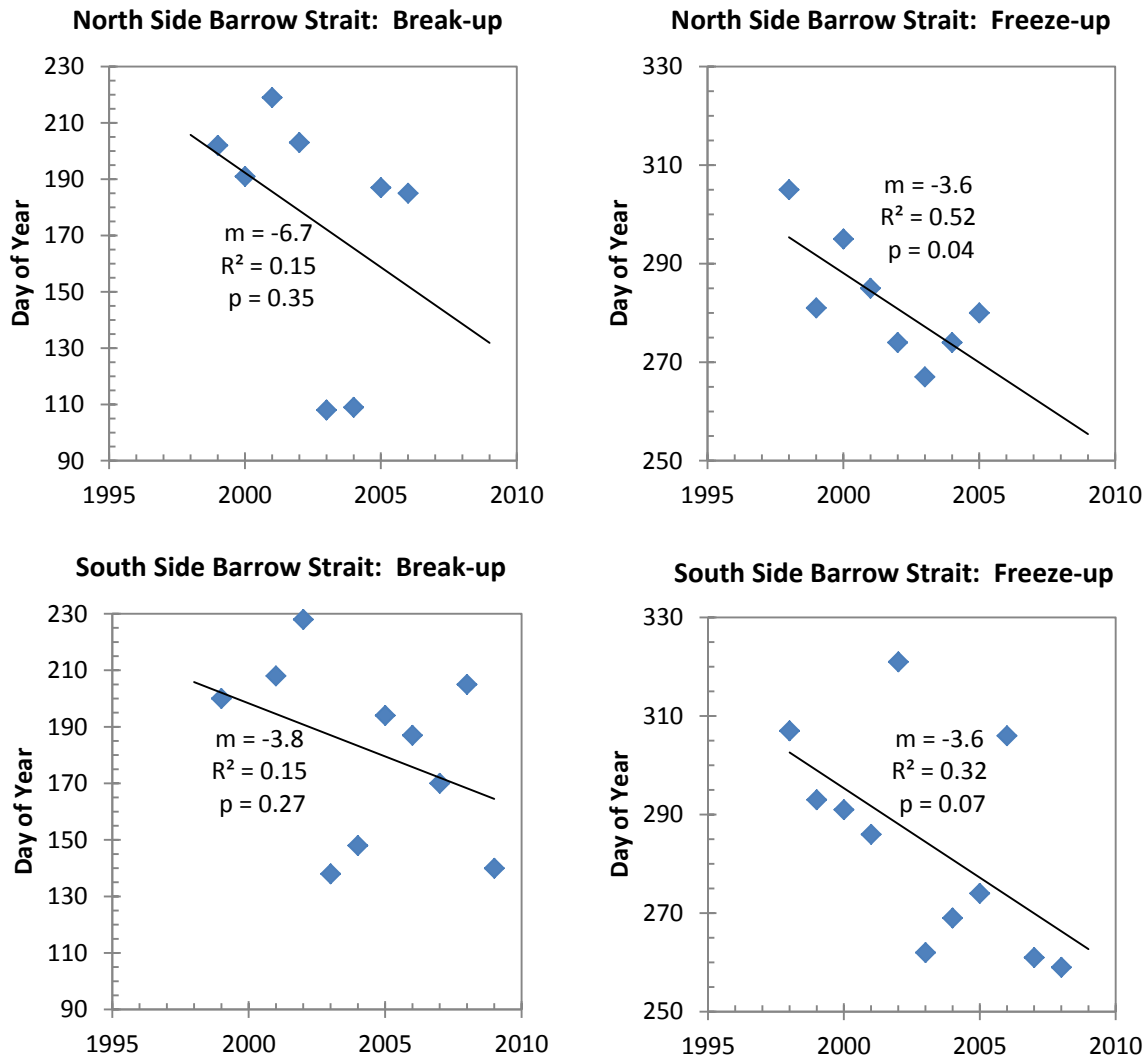 North Side Barrow Strait:  Break-up
Day of Year
230
210
190
170
150
130
110
90
m = -6.7
R² = 0.15
p = 0.35
1995 2000 2005 2010
North Side Barrow Strait:  Freeze-up
Day of Year
330
310
290
270
250
m = -3.6
R² = 0.52
p = 0.04
1995 2000 2005 2010
South Side Barrow Strait:  Break-up
Day of Year
230
210
190
170
150
130
110
90
m = -3.8
R² = 0.15
p = 0.27
1995 2000 2005 2010
South Side Barrow Strait:  Freeze-up
Day of Year
330
310
290
270
250
m = -3.6
R² = 0.32
p = 0.07
1995 2000 2005 2010